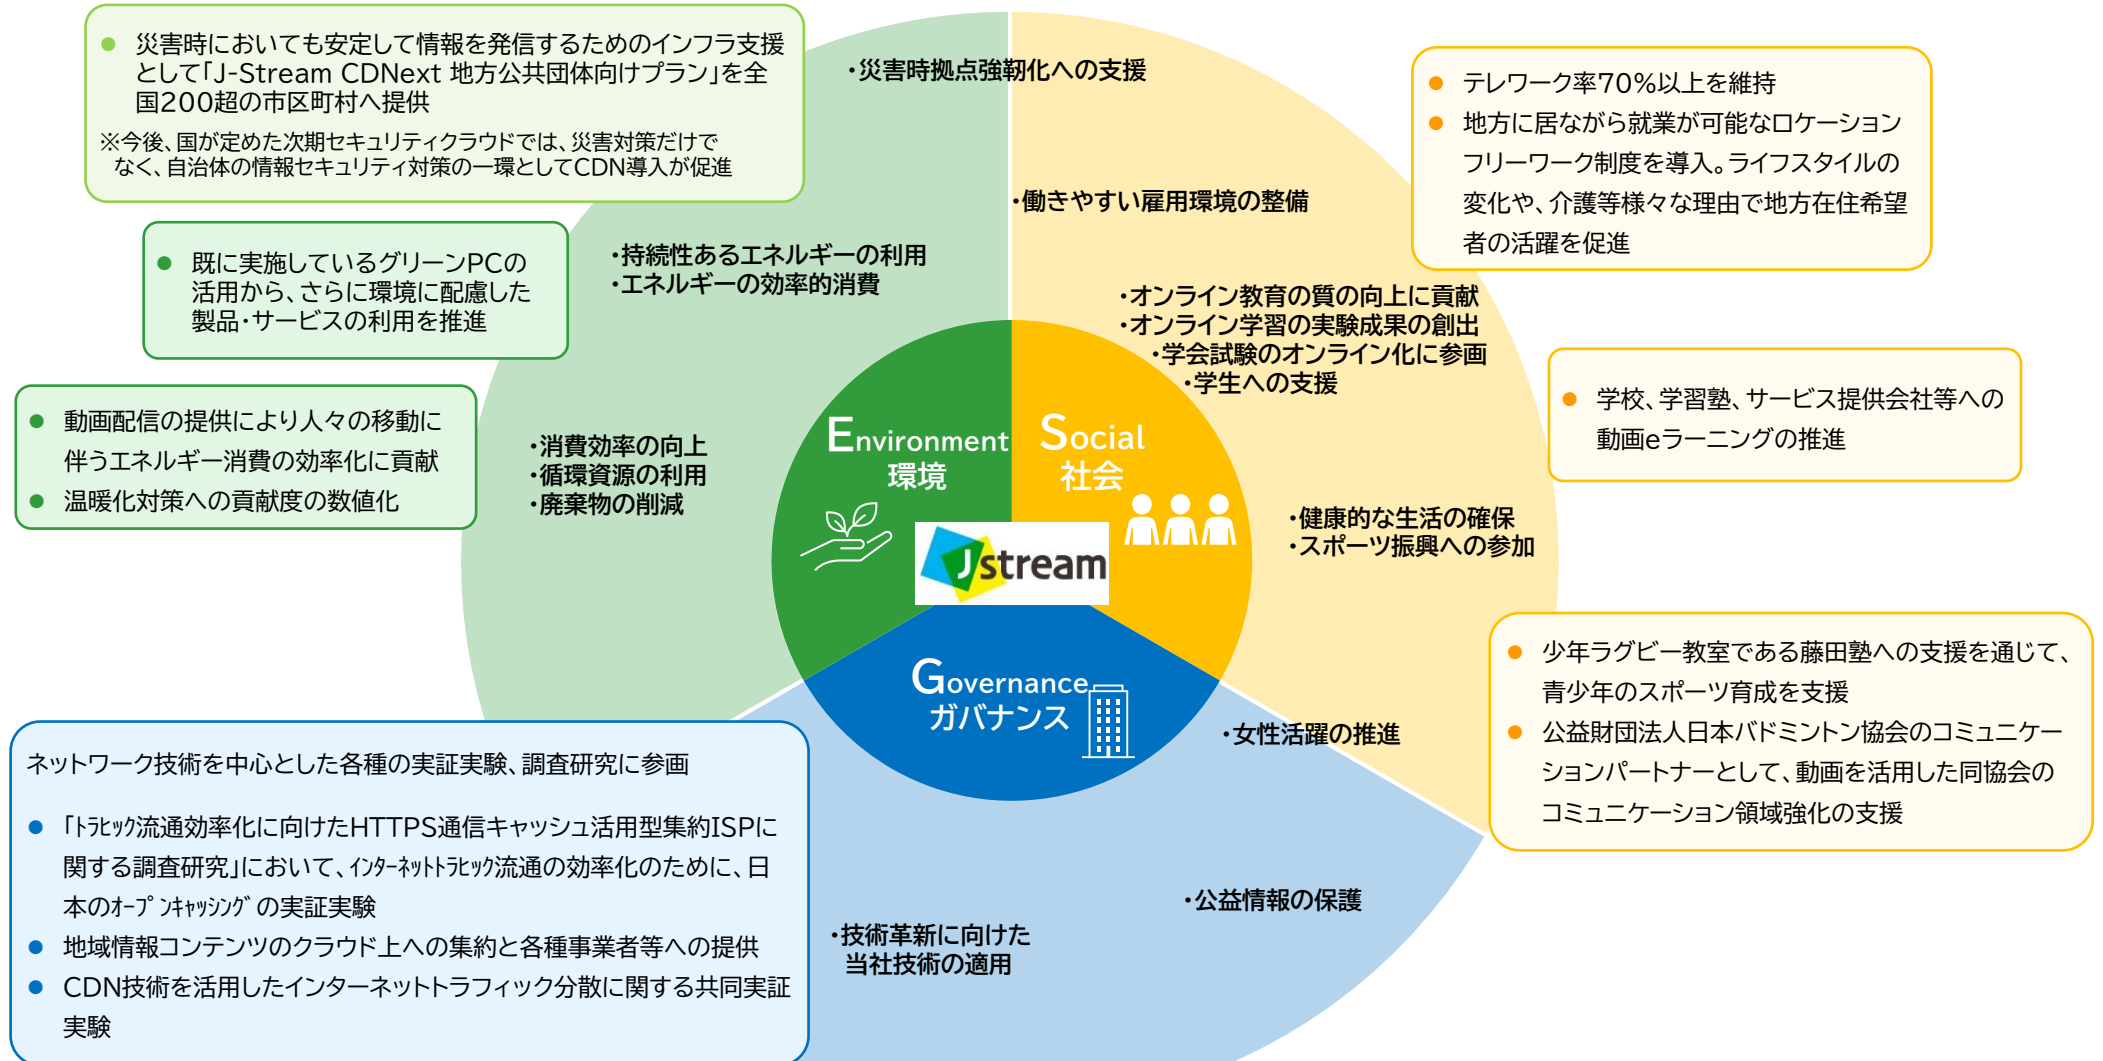 ● 災害時においても安定して情報を発信するためのインフラ支援
として「J-Stream CDNext 地方公共団体向けプラン」を全
国200超の市区町村へ提供
※今後、国が定めた次期セキュリティクラウドでは、災害対策だけで
なく、自治体の情報セキュリティ対策の一環としてCDN導入が促進
● 既に実施しているグリーンPCの
活用から、さらに環境に配慮した
製品・サービスの利用を推進
● 動画配信の提供により人々の移動に
伴うエネルギー消費の効率化に貢献
● 温暖化対策への貢献度の数値化
・災害時拠点強靭化への支援
・働きやすい雇用環境の整備
・持続性あるエネルギーの利用
・エネルギーの効率的消費
・オンライン教育の質の向上に貢献
・オンライン学習の実験成果の創出
・学会試験のオンライン化に参画
・学生への支援
・消費効率の向上
・循環資源の利用
・廃棄物の削減
Environment
環境
Social
社会
Jstream
Governance
ガバナンス
・健康的な生活の確保
・スポーツ振興への参加
・女性活躍の推進
・公益情報の保護
・技術革新に向けた
当社技術の適用
● テレワーク率70%以上を維持
● 地方に居ながら就業が可能なロケーション
フリーワーク制度を導入。ライフスタイルの
変化や、介護等様々な理由で地方在住希望
者の活躍を促進
● 学校、学習塾、サービス提供会社等への
動画eラーニングの推進
● 少年ラグビー教室である藤田塾への支援を通じて、
青少年のスポーツ育成を支援
● 公益財団法人日本バドミントン協会のコミュニケー
ションパートナーとして、動画を活用した同協会の
コミュニケーション領域強化の支援
ネットワーク技術を中心とした各種の実証実験、調査研究に参画
● 「ﾄﾗﾋｯｸ流通効率化に向けたHTTPS通信キャッシュ活用型集約ISPに
関する調査研究」において、ｲﾝﾀｰﾈｯﾄﾄﾗﾋｯｸ流通の効率化のために、日
本のｵｰﾌﾟﾝｷｬｯｼﾝｸﾞの実証実験
● 地域情報コンテンツのクラウド上への集約と各種事業者等への提供
● CDN技術を活用したインターネットトラフィック分散に関する共同実証
実験